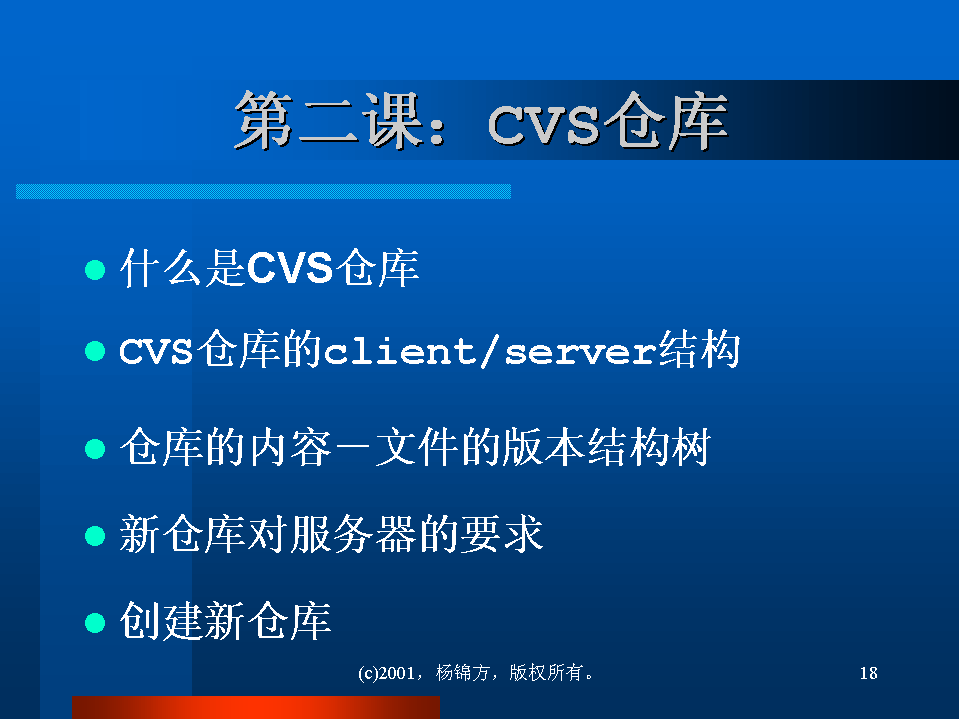 第二课：CVS仓库
什么是CVS仓库
CVS仓库的client/server结构
仓库的内容－文件的版本结构树
新仓库对服务器的要求
创建新仓库
(c)2001，杨锦方，版权所有。
18